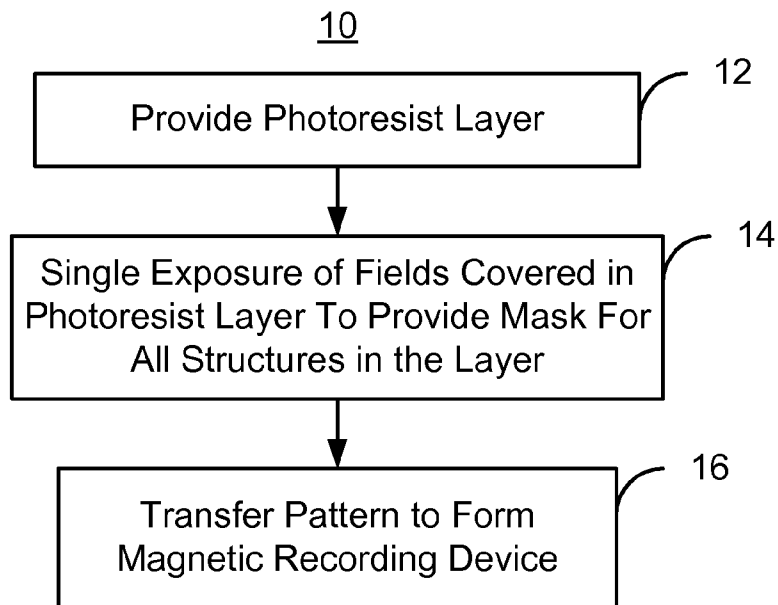 10
12
Provide Photoresist Layer
14
Single Exposure of Fields Covered in
Photoresist Layer To Provide Mask For
All Structures in the Layer
16
Transfer Pattern to Form
Magnetic Recording Device